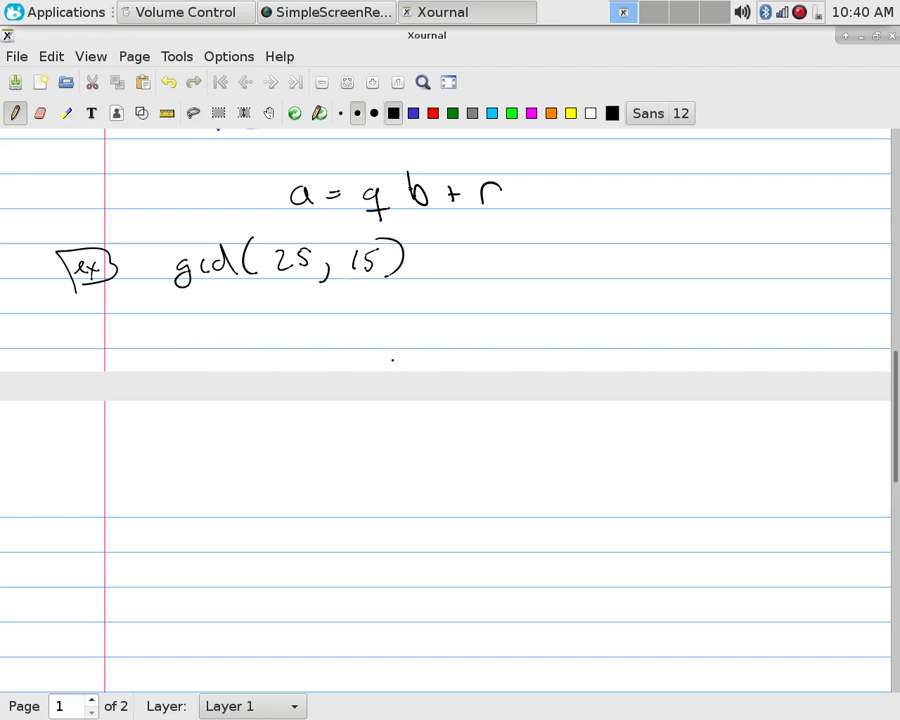 Applications Volume Control SimpleScreenRe... Xournal 10:40 AM
Xournal
File Edit View Page Tools Options Help
T Sans 12
a = q b + r
ex gcd( 25, 15)
Page 1 of 2 Layer: Layer 1